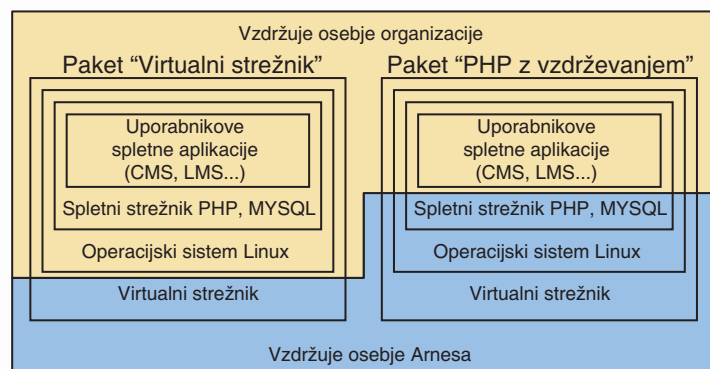 Vzdržuje osebje organizacije
Paket “Virtualni strežnik”
Uporabnikove
spletne aplikacije
(CMS, LMS...)
Spletni strežnik PHP, MYSQL
Operacijski sistem Linux
Virtualni strežnik
Paket “PHP z vzdrževanjem”
Uporabnikove
spletne aplikacije
(CMS, LMS...)
Spletni strežnik PHP, MYSQL
Operacijski sistem Linux
Virtualni strežnik
Vzdržuje osebje Arnesa